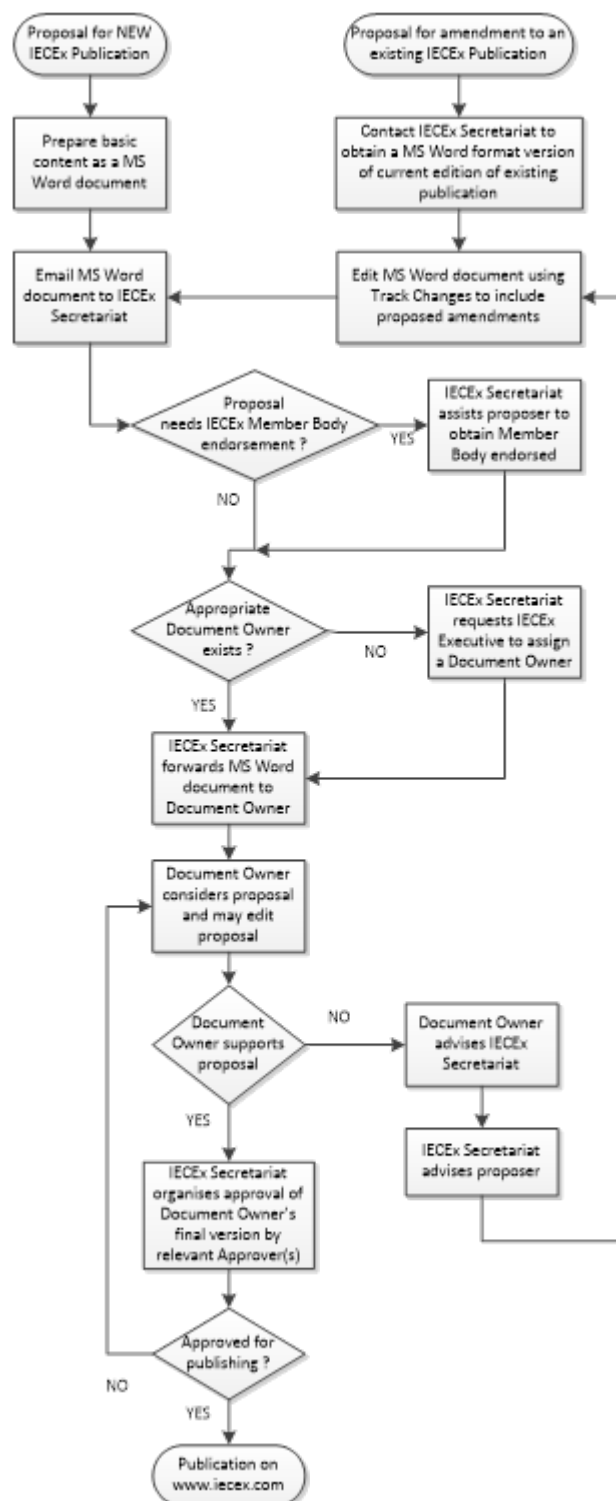 Proposal for NEW
IECEx Publication
Proposal for amendment to an
existing IECEx Publication
Prepare basic
content as a MS
Word document
Contact IECEx Secretariat to
obtain a MS Word format version
of current edition of existing
publication
Email MS Word
document to IECEx
Secretariat
Edit MS Word document using
Track Changes to include
proposed amendments
Proposal
needs IECEx Member Body
endorsement ?
YES
IECEx Secretariat
assists proposer to
obtain Member
Body endorsed
NO
Appropriate
Document Owner
exists ?
NO
IECEx Secretariat
requests IECEx
Executive to assign
a Document Owner
YES
IECEx Secretariat
forwards MS Word
document to
Document Owner
Document Owner
considers proposal
and may edit
proposal
Document
Owner supports
proposal
NO
Document Owner
advises IECEx
Secretariat
YES
IECEx Secretariat
advises proposer
IECEx Secretariat
organises approval of
Document Owner's
final version by
relevant Approver(s)
Approved for
publishing ?
NO
YES
Publication on
www.iecex.com